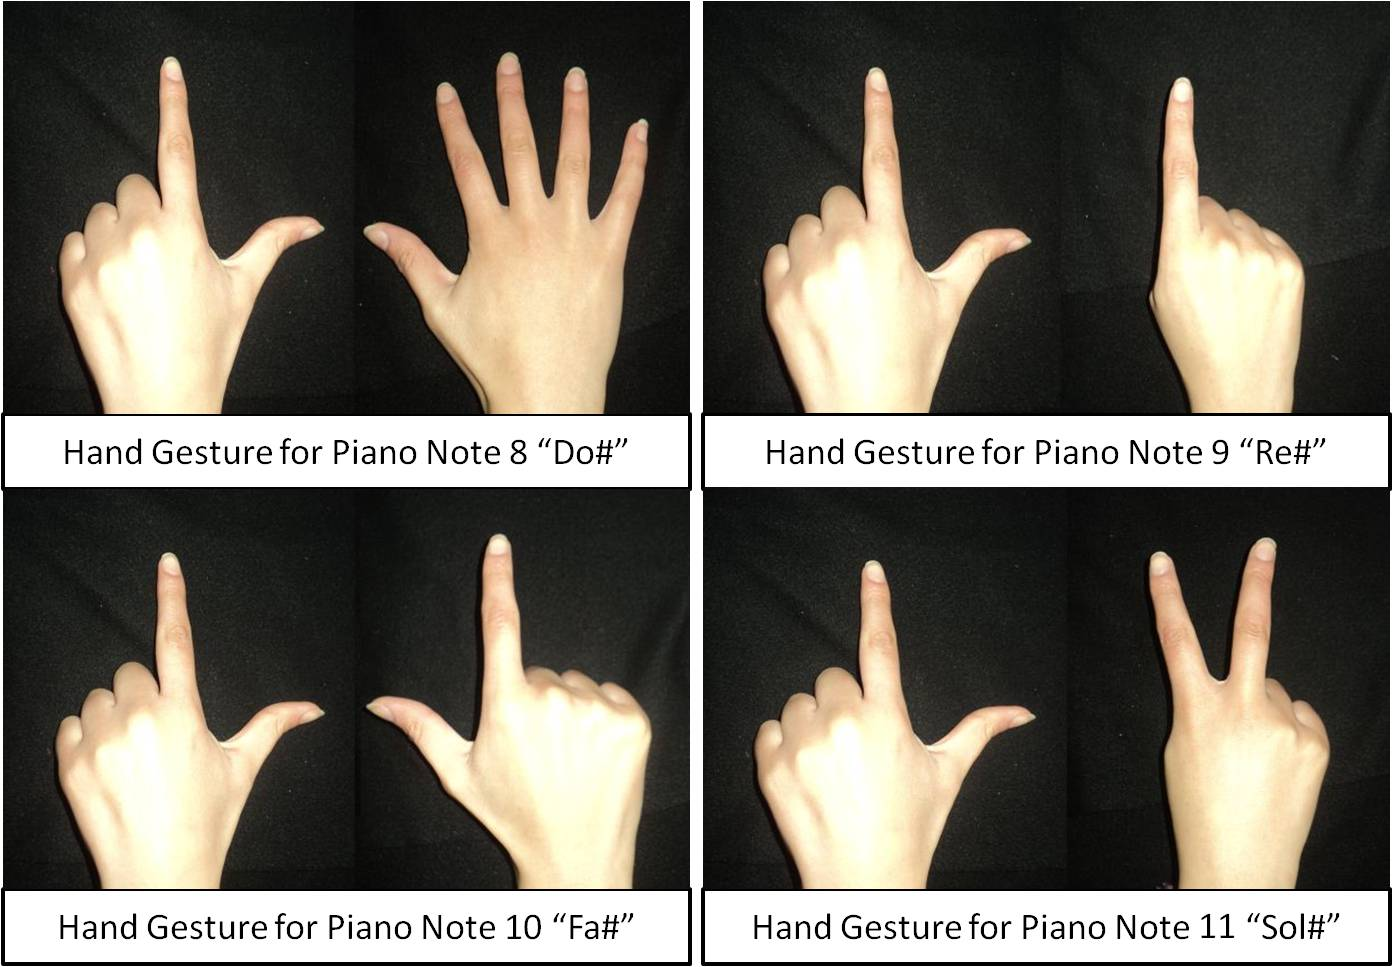 Hand Gesture for Piano Note 8 “Do#”
Hand Gesture for Piano Note 9 “Re#”
Hand Gesture for Piano Note 10 “Fa#”
Hand Gesture for Piano Note 11 “Sol#”